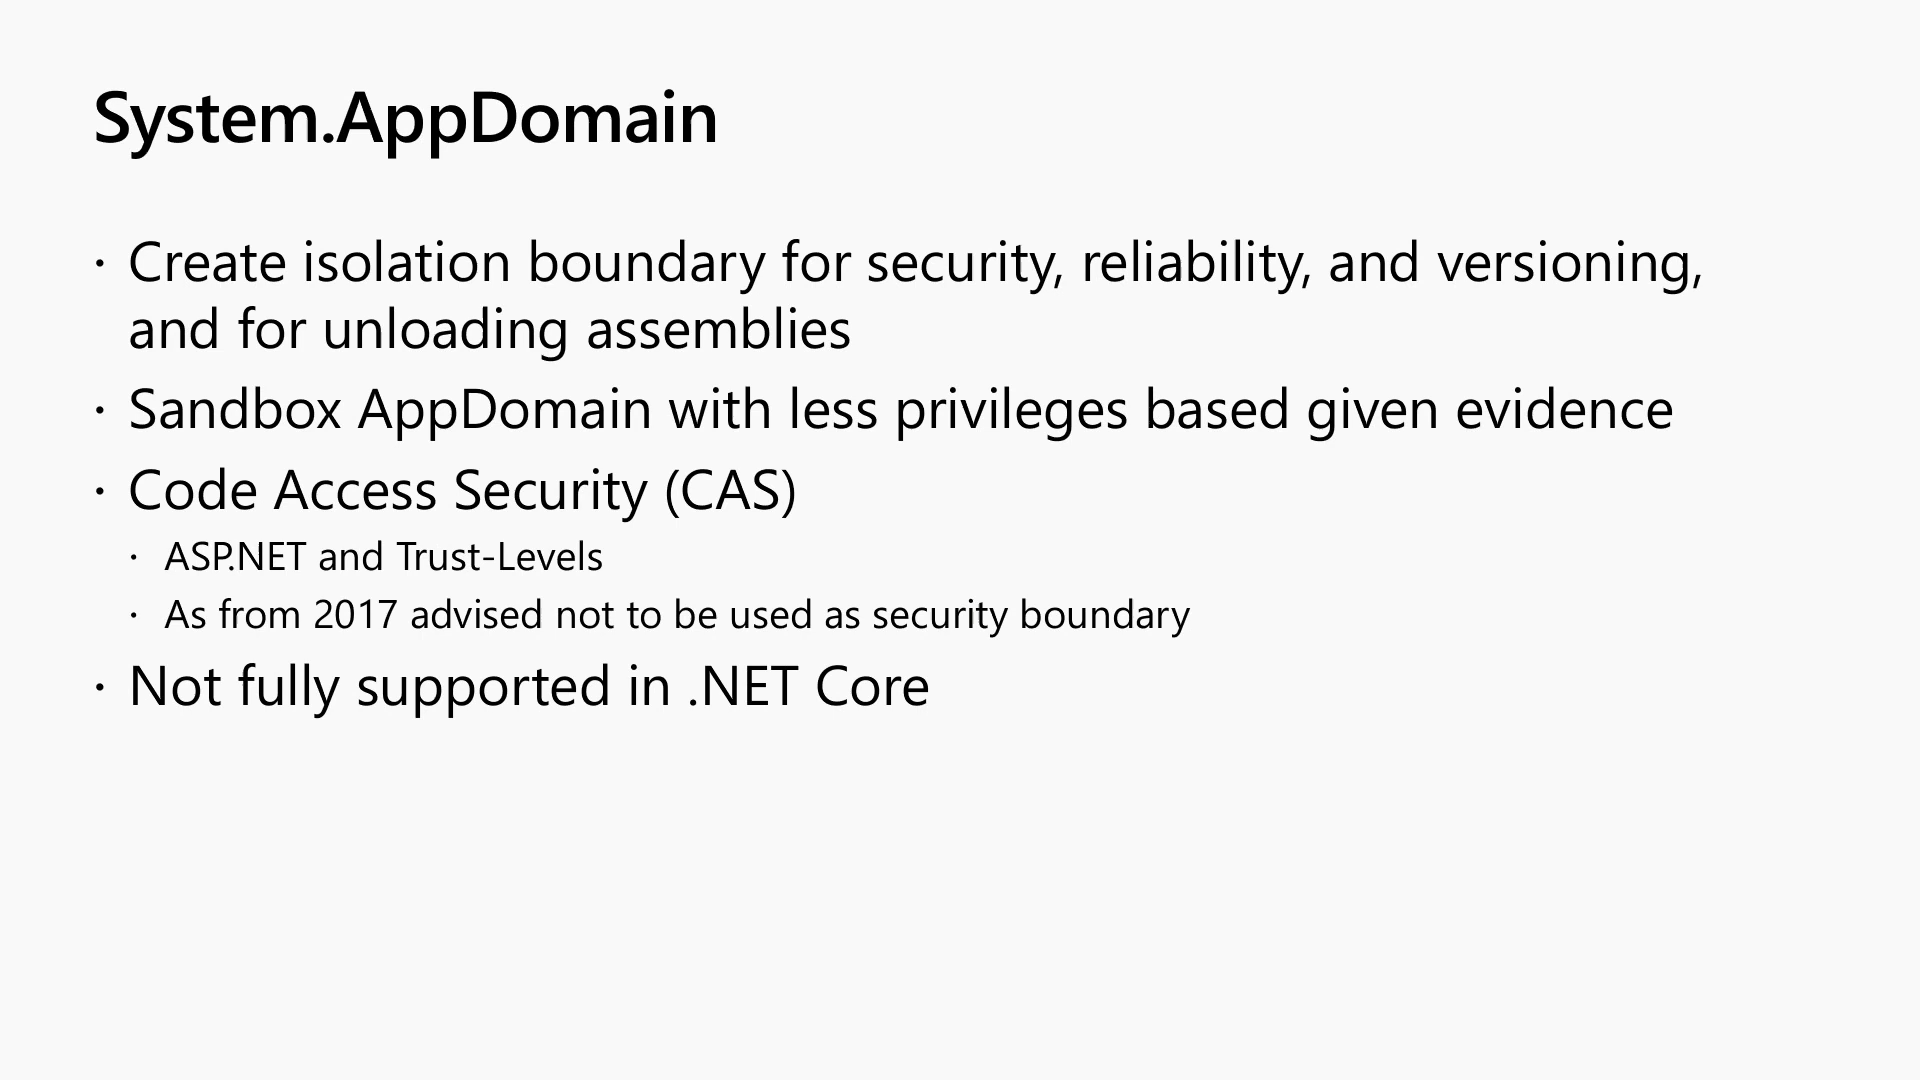 System.AppDomain
· Create isolation boundary for security, reliability, and versioning,
and for unloading assemblies
· Sandbox AppDomain with less privileges based given evidence
· Code Access Security (CAS)
· ASP.NET and Trust-Levels
· As from 2017 advised not to be used as security boundary
· Not fully supported in .NET Core